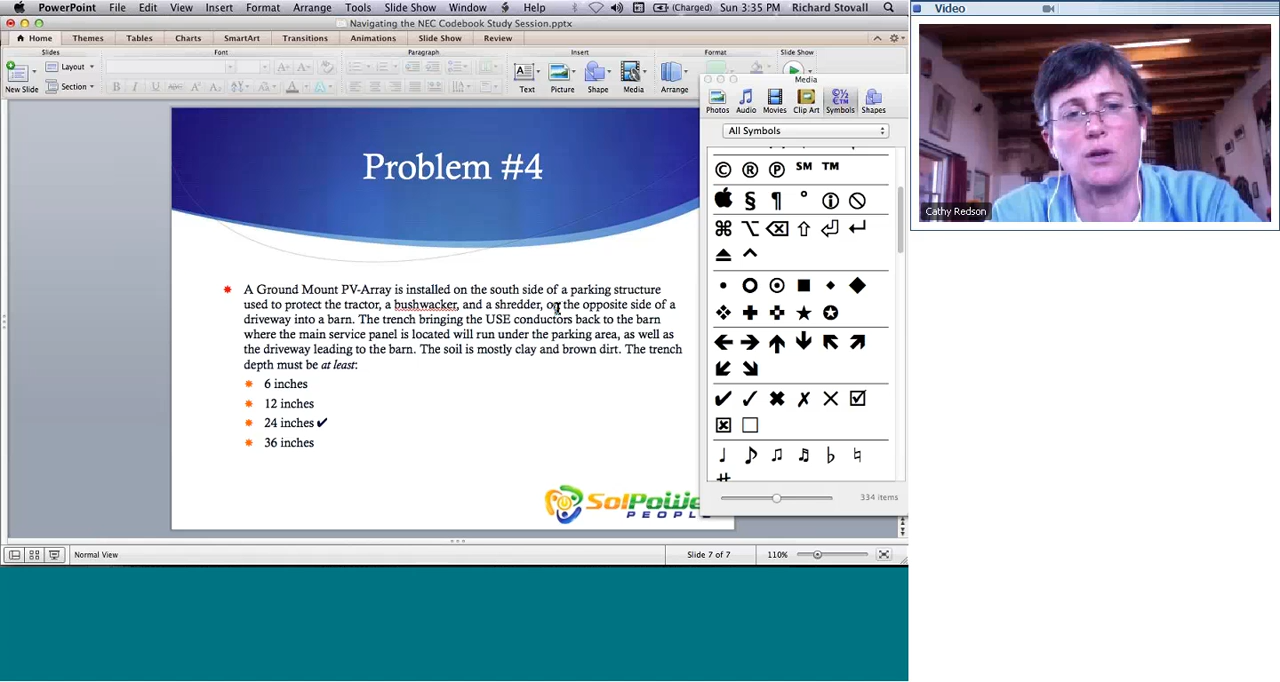 PowerPoint File Edit View Insert Format Arrange Tools Slide Show Window Help (Charged) Sun 3:35 PM Richard Stovall
Navigating the NEC Codebook Study Session.pptx
Home Themes Tables Charts SmartArt Transitions Animations Slide Show Review
Slides Font Paragraph Insert Format Slide Show
Layout
New Slide Section
B I U ABC
Text Picture Shape Media Arrange
Media
Photos Audio Movies Clip Art Symbols Shapes
All Symbols
© ® ℗ SM TM
§ ¶ °
334 items
Problem #4
A Ground Mount PV-Array is installed on the south side of a parking structure
used to protect the tractor, a bushwacker, and a shredder, on the opposite side of a
driveway into a barn. The trench bringing the USE conductors back to the barn
where the main service panel is located will run under the parking area, as well as
the driveway leading to the barn. The soil is mostly clay and brown dirt. The trench
depth must be at least:
6 inches
12 inches
24 inches ✔
36 inches
SolPower
PEOPL
Normal View Slide 7 of 7 110%
Video
Cathy Redson